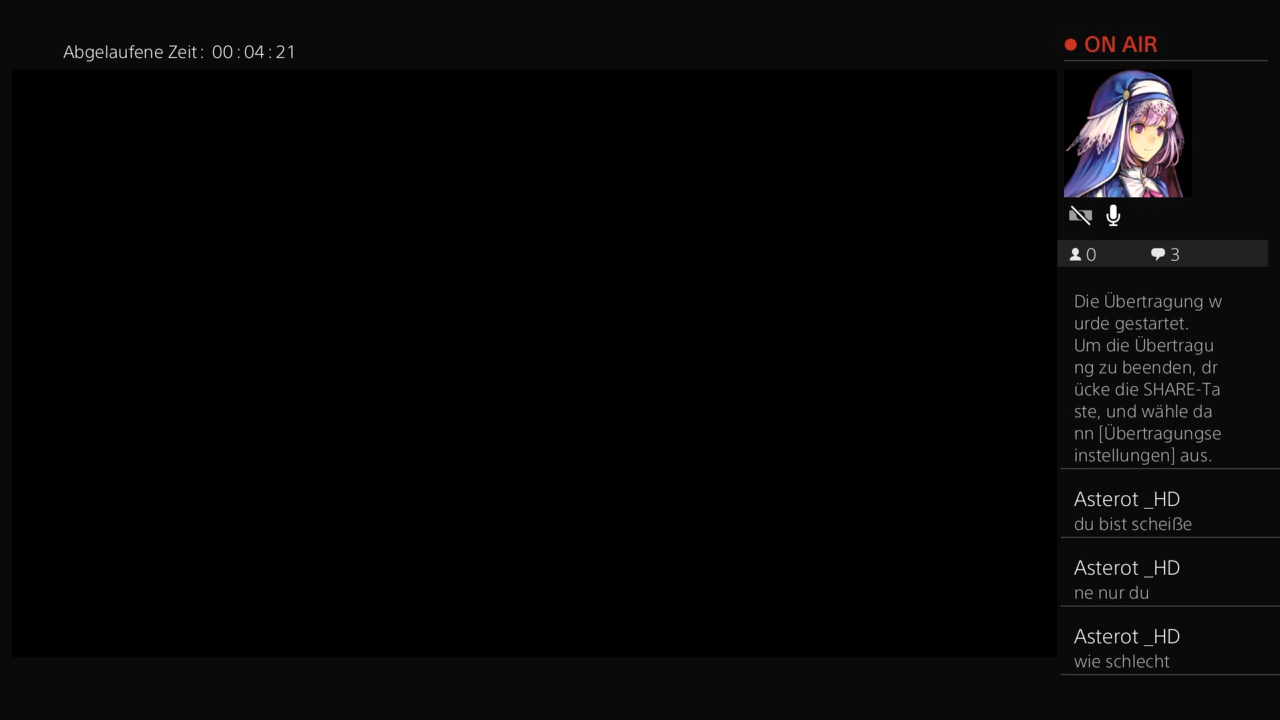 Abgelaufene Zeit: 00:04:21
ON AIR
0 3
Die Übertragung w
urde gestartet.
Um die Übertragu
ng zu beenden, dr
ücke die SHARE-Ta
ste, und wähle da
nn [Übertragungse
instellungen] aus.
Asterot _HD
du bist scheiße
Asterot _HD
ne nur du
Asterot _HD
wie schlecht